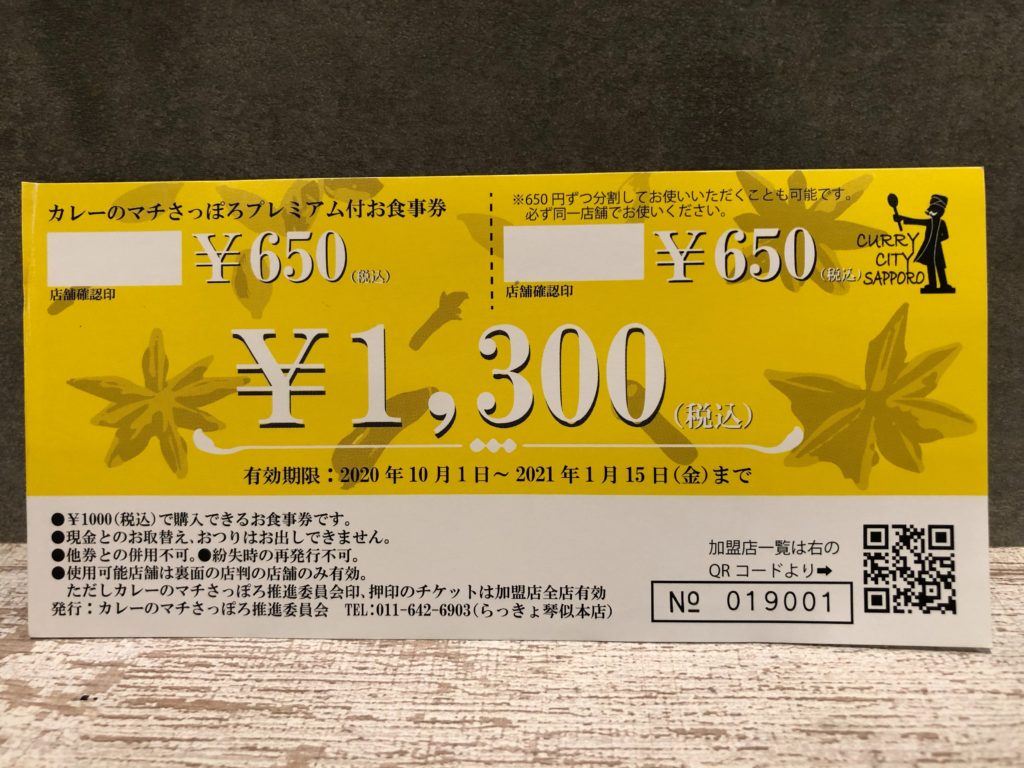 カレーのマチさっぽろプレミアム付お食事券
¥650(税込)
店舗確認印
※650円ずつ分割してお使いいただくことも可能です。
必ず同一店舗でお使いください。
¥650(税込)
店舗確認印
CURRY
CITY
SAPPORO
¥1,300(税込)
有効期限:2020年10月1日〜2021年1月15日(金)まで
●¥1000(税込)で購入できるお食事券です。
●現金とのお取替え、おつりはお出しできません。
●他券との併用不可。●紛失時の再発行不可。
●使用可能店舗は裏面の店判の店舗のみ有効。
ただしカレーのマチさっぽろ推進委員会印、押印のチケットは加盟店全店有効
発行:カレーのマチさっぽろ推進委員会 TEL:011-642-6903(らっきょ琴似本店)
加盟店一覧は右の
QRコードより➡
№ 019001